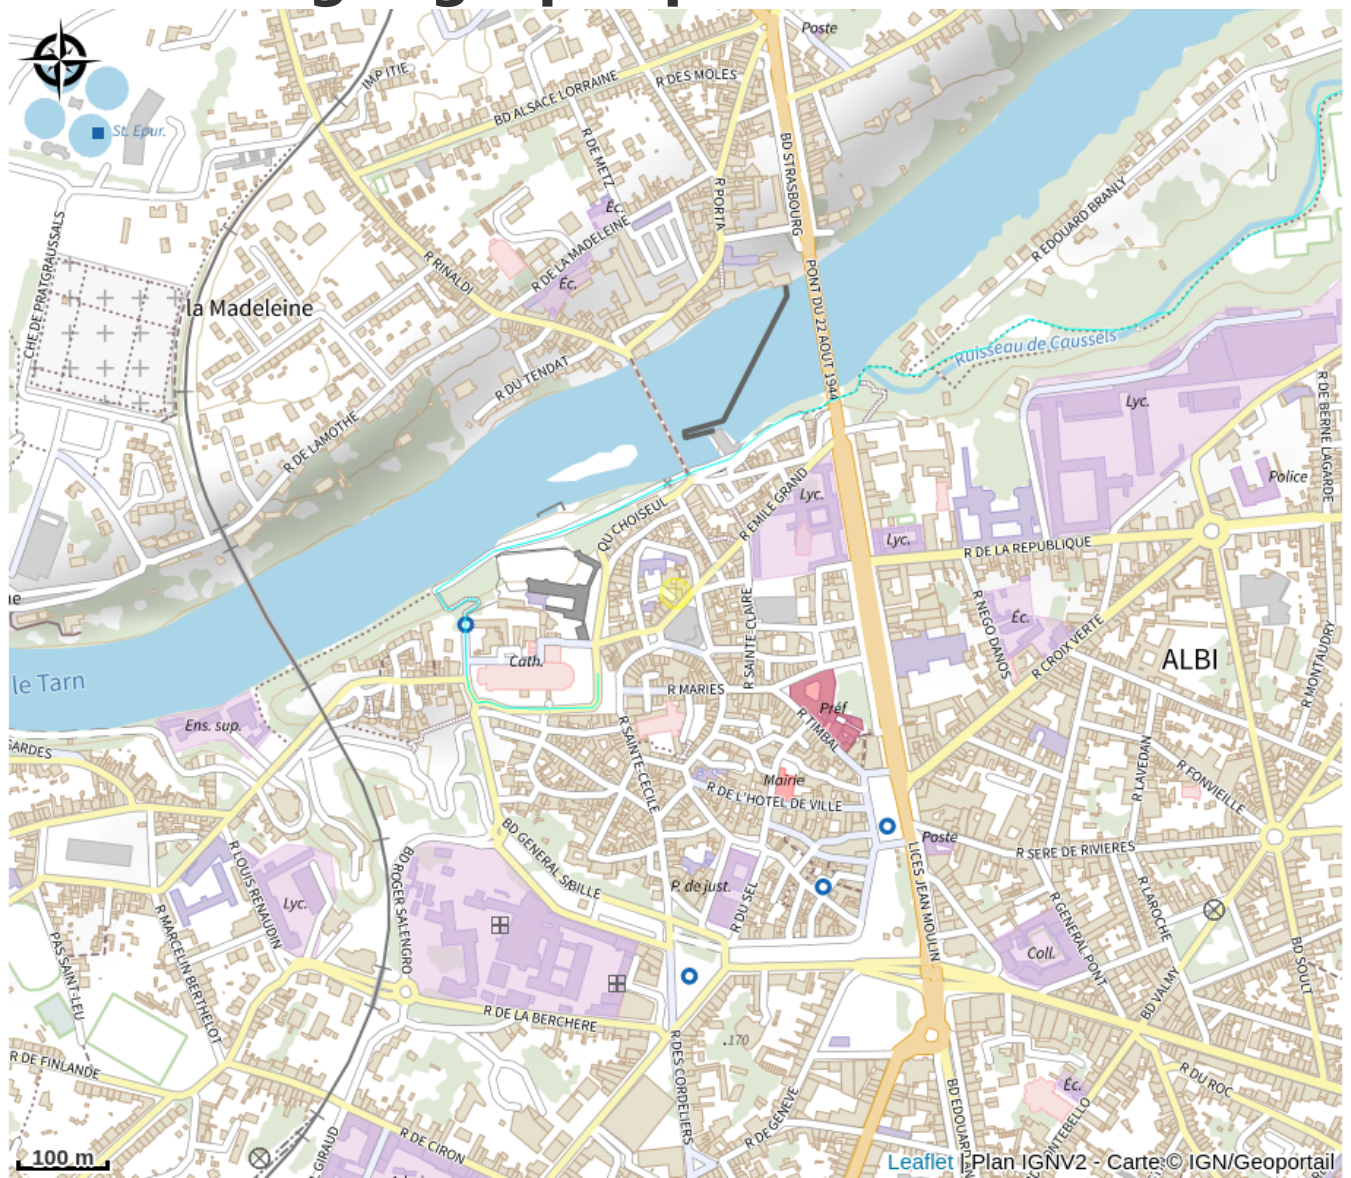 Poste
IMP ITIE
R DES MOLES
BD ALSACE LORRAINE
St. Epur.
R DE METZ
BD STRASBOURG
R PORTA
R EDOUARD BRANLY
Éc.
CHE DE PRATGRAUSSALS
R DE LA MADELEINE
R RINALDI
Éc.
la Madeleine
PONT DU 22 AOUT 1944
Ruisseau de Caussels
R DU TENDAT
Lyc.
R DE BERNE LAGARDE
R DE LAMOTHE
Police
Lyc.
R EMILE GRAND
QU CHOISEUL
Lyc.
R DE LA REPUBLIQUE
R NEGO DANOS
Éc.
R CROIX VERTE
R SAINTE-CLAIRE
ALBI
R MONTAUDRY
Cath.
le Tarn
R MARIES
Préf
Ens. sup.
R TIMBAL
R SAINTE-CECILE
GARDES
Mairie
R DE L'HOTEL DE VILLE
R LAVEDAN
R FONVIEILLE
BD GENERAL SIBILLE
Poste
R SERE DE RIVIERES
LICES JEAN MOULIN
R LOUIS RENAUDIN
BD ROGER SALENGRO
P. de just.
R DU SEL
Lyc.
R LAROCHE
R GENERAL PONT
R MARCELIN BERTHELOT
PAS SAINT-LEU
Coll.
BD VALMY
BD SOULT
R DE LA BERCHERE
.170
R DES CORDELIERS
R DE FINLANDE
R DU ROC
Éc.
R DE GENEVE
R DE CIRON
GIRAUD
BD EDOUARD
100 m
Leaflet | Plan IGNV2 - Carte © IGN/Geoportail